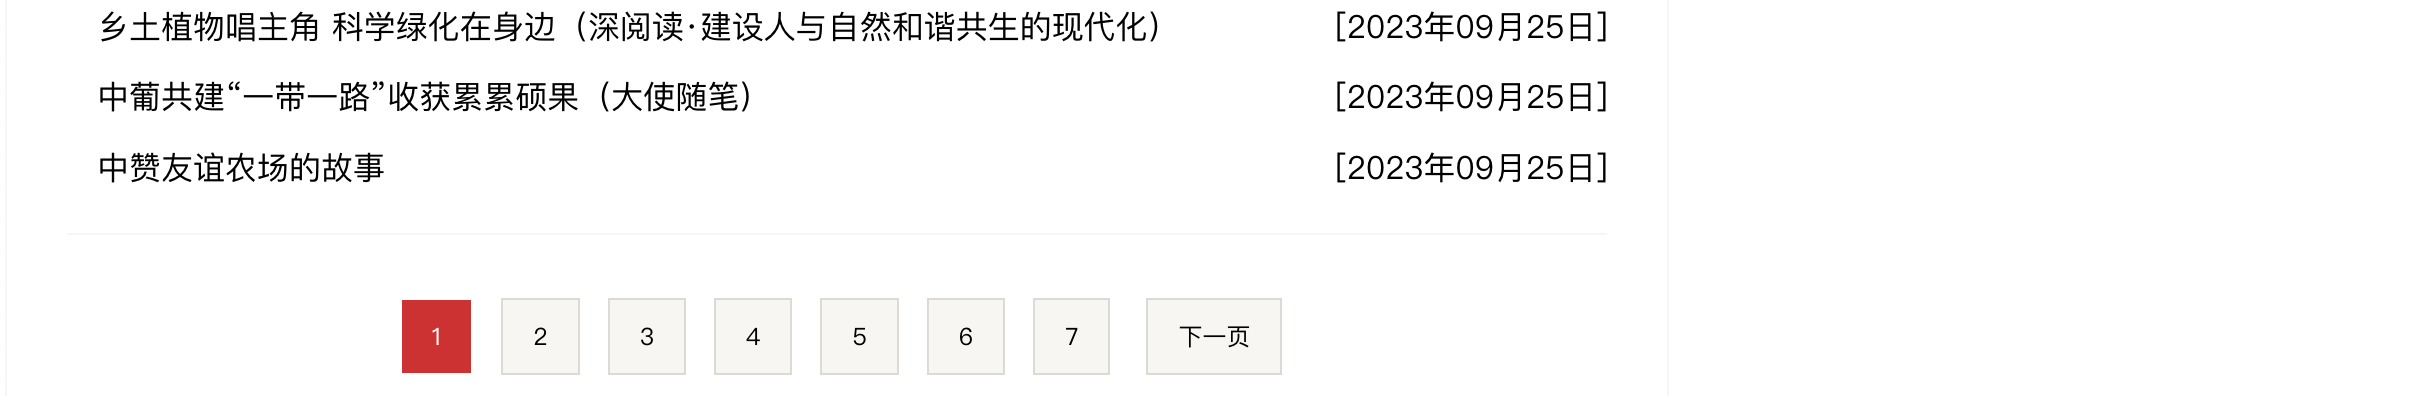 乡土植物唱主角 科学绿化在身边（深阅读·建设人与自然和谐共生的现代化） [2023年09月25日]
中葡共建“一带一路”收获累累硕果（大使随笔） [2023年09月25日]
中赞友谊农场的故事 [2023年09月25日]
1 2 3 4 5 6 7 下一页